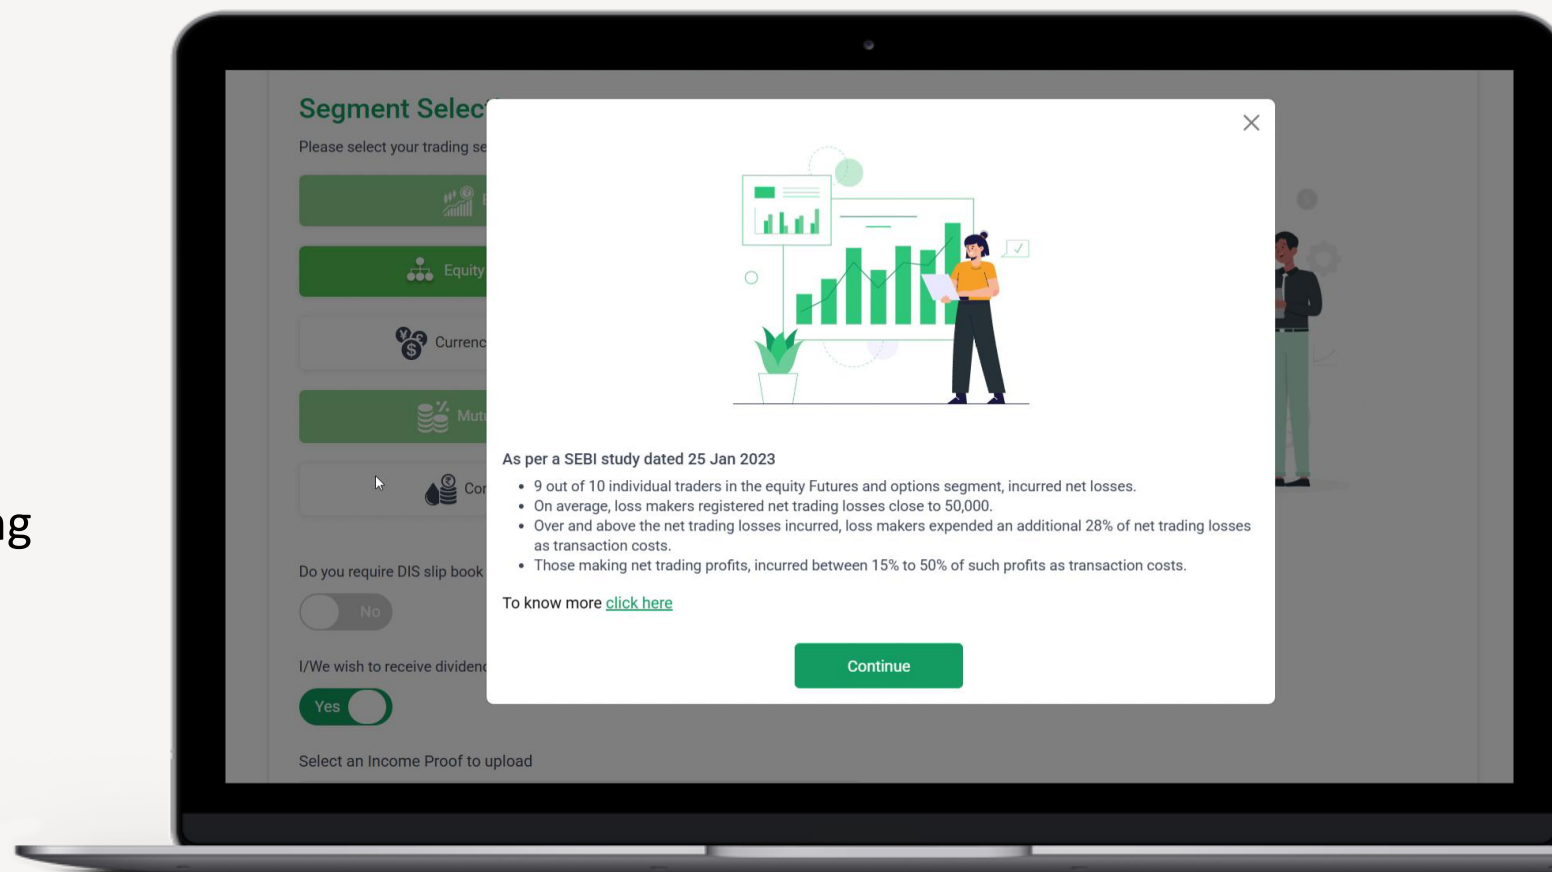 Segment Selec
Please select your trading se
Equity
Currenc
Mutu
Cor
ng
Do you require DIS slip book
No
I/We wish to receive dividend
Yes
Select an Income Proof to upload
As per a SEBI study dated 25 Jan 2023
9 out of 10 individual traders in the equity Futures and options segment, incurred net losses.
On average, loss makers registered net trading losses close to 50,000.
Over and above the net trading losses incurred, loss makers expended an additional 28% of net trading losses
as transaction costs.
Those making net trading profits, incurred between 15% to 50% of such profits as transaction costs.
To know more click here
Continue